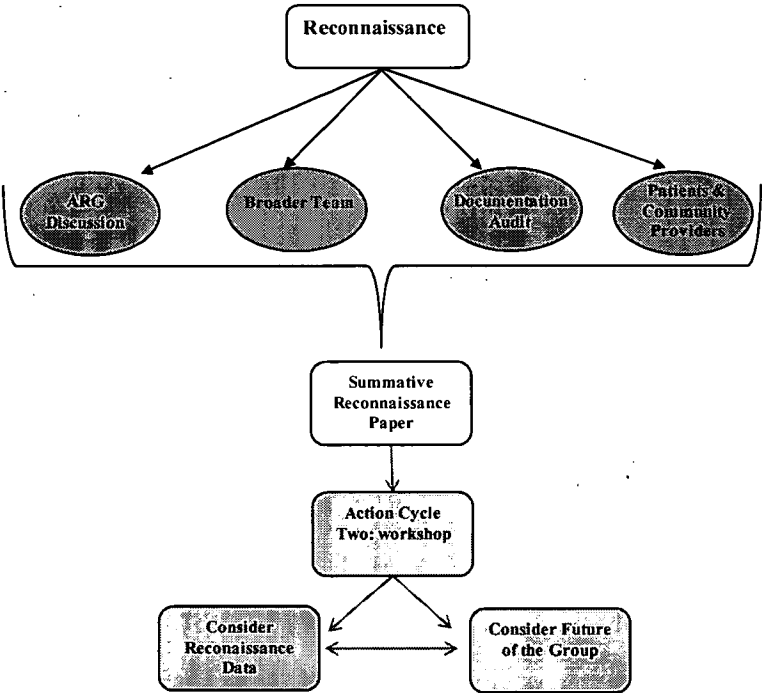 Reconnaissance
ARG
Discussion
Broader Team
Documentation
Audit
Patients &
Community
Providers
Summative
Reconnaissance
Paper
Action Cycle
Two: workshop
Consider
Reconaissance
Data
Consider Future
of the Group